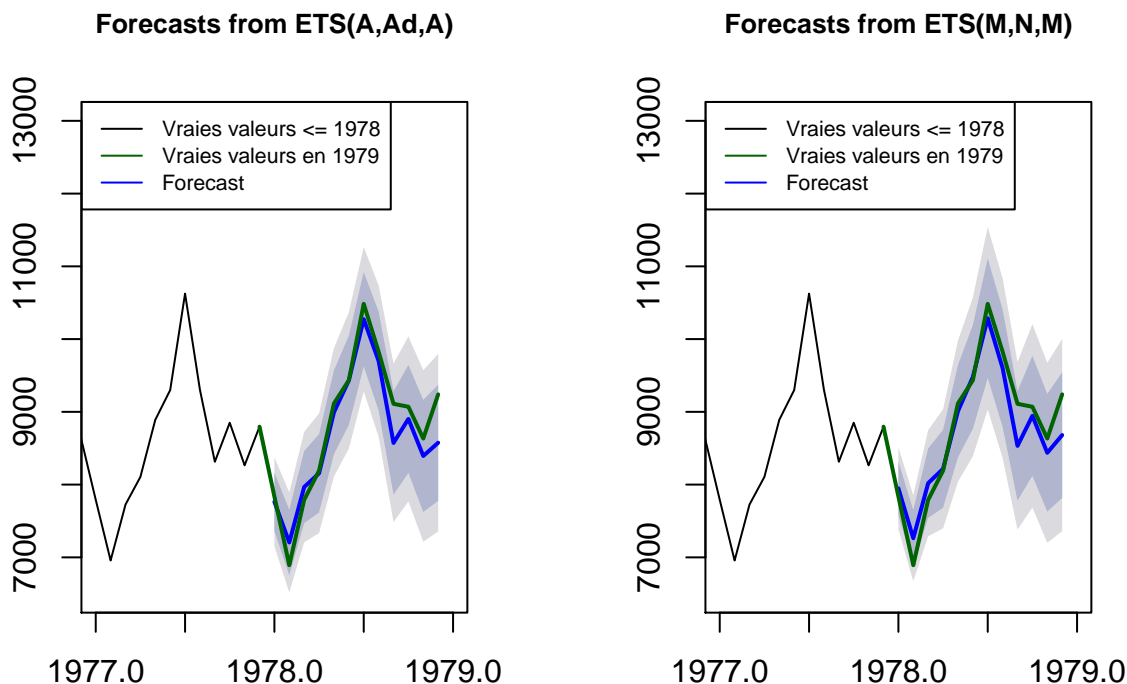 Forecasts from ETS(A,Ad,A)
13000
11000
9000
7000
Vraies valeurs <= 1978
Vraies valeurs en 1979
Forecast
1977.0
1978.0
1979.0
Forecasts from ETS(M,N,M)
13000
11000
9000
7000
Vraies valeurs <= 1978
Vraies valeurs en 1979
Forecast
1977.0
1978.0
1979.0